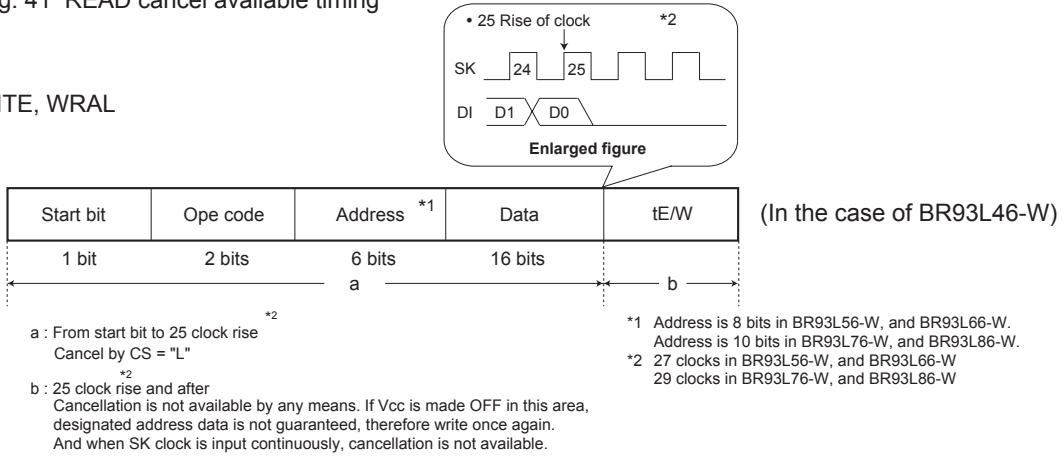 g. 41 READ cancel available timing
ITE, WRAL
• 25 Rise of clock *2
SK 24 25
DI D1 D0
Enlarged figure
Start bit Ope code Address *1 Data tE/W (In the case of BR93L46-W)
1 bit 2 bits 6 bits 16 bits
a b
*2
a : From start bit to 25 clock rise
Cancel by CS = "L"
*2
b : 25 clock rise and after
Cancellation is not available by any means. If Vcc is made OFF in this area,
designated address data is not guaranteed, therefore write once again.
And when SK clock is input continuously, cancellation is not available.
*1 Address is 8 bits in BR93L56-W, and BR93L66-W.
Address is 10 bits in BR93L76-W, and BR93L86-W.
*2 27 clocks in BR93L56-W, and BR93L66-W
29 clocks in BR93L76-W, and BR93L86-W